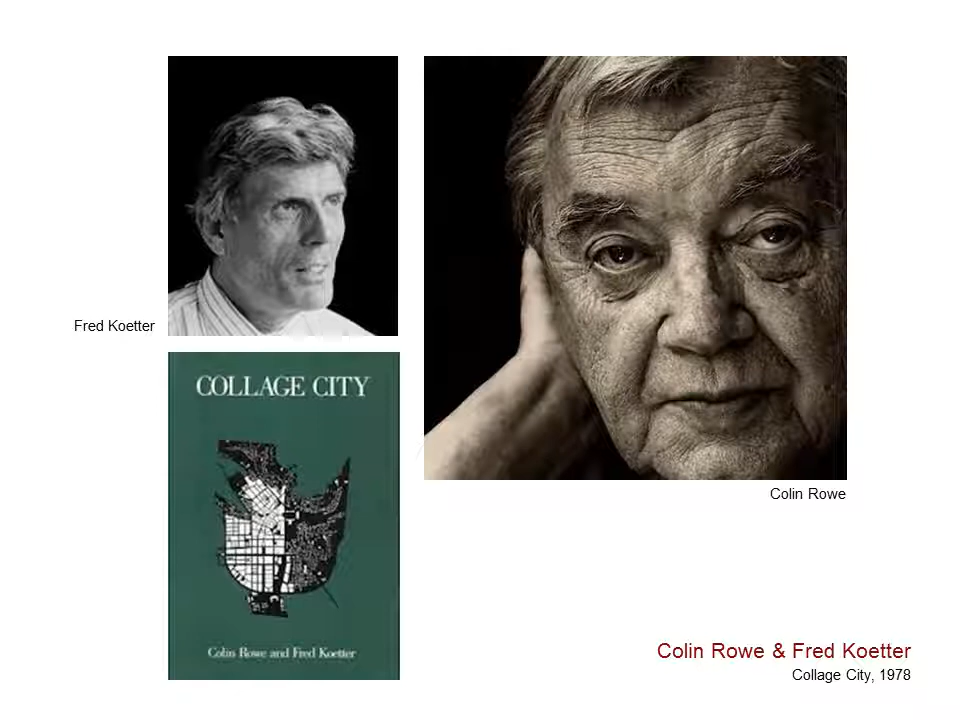 Fred Koetter
COLLAGE CITY
Colin Rowe
Colin Rowe and Fred Koetter
Colin Rowe & Fred Koetter
Collage City, 1978